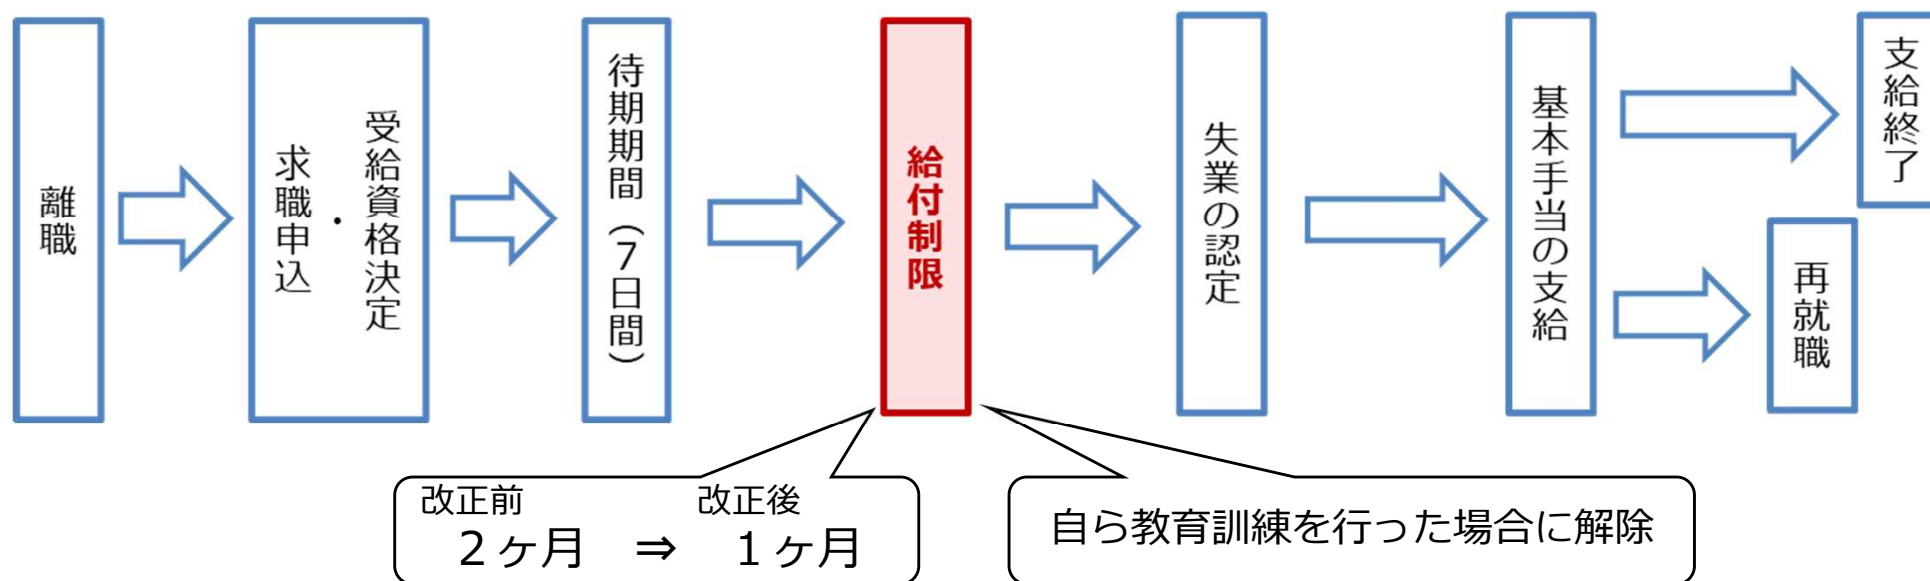 離職
受給資格決定
・
求職申込
待期期間（7日間）
給付制限
失業の認定
基本手当の支給
支給終了
再就職
改正前 改正後
２ヶ月 ⇒ １ヶ月
自ら教育訓練を行った場合に解除